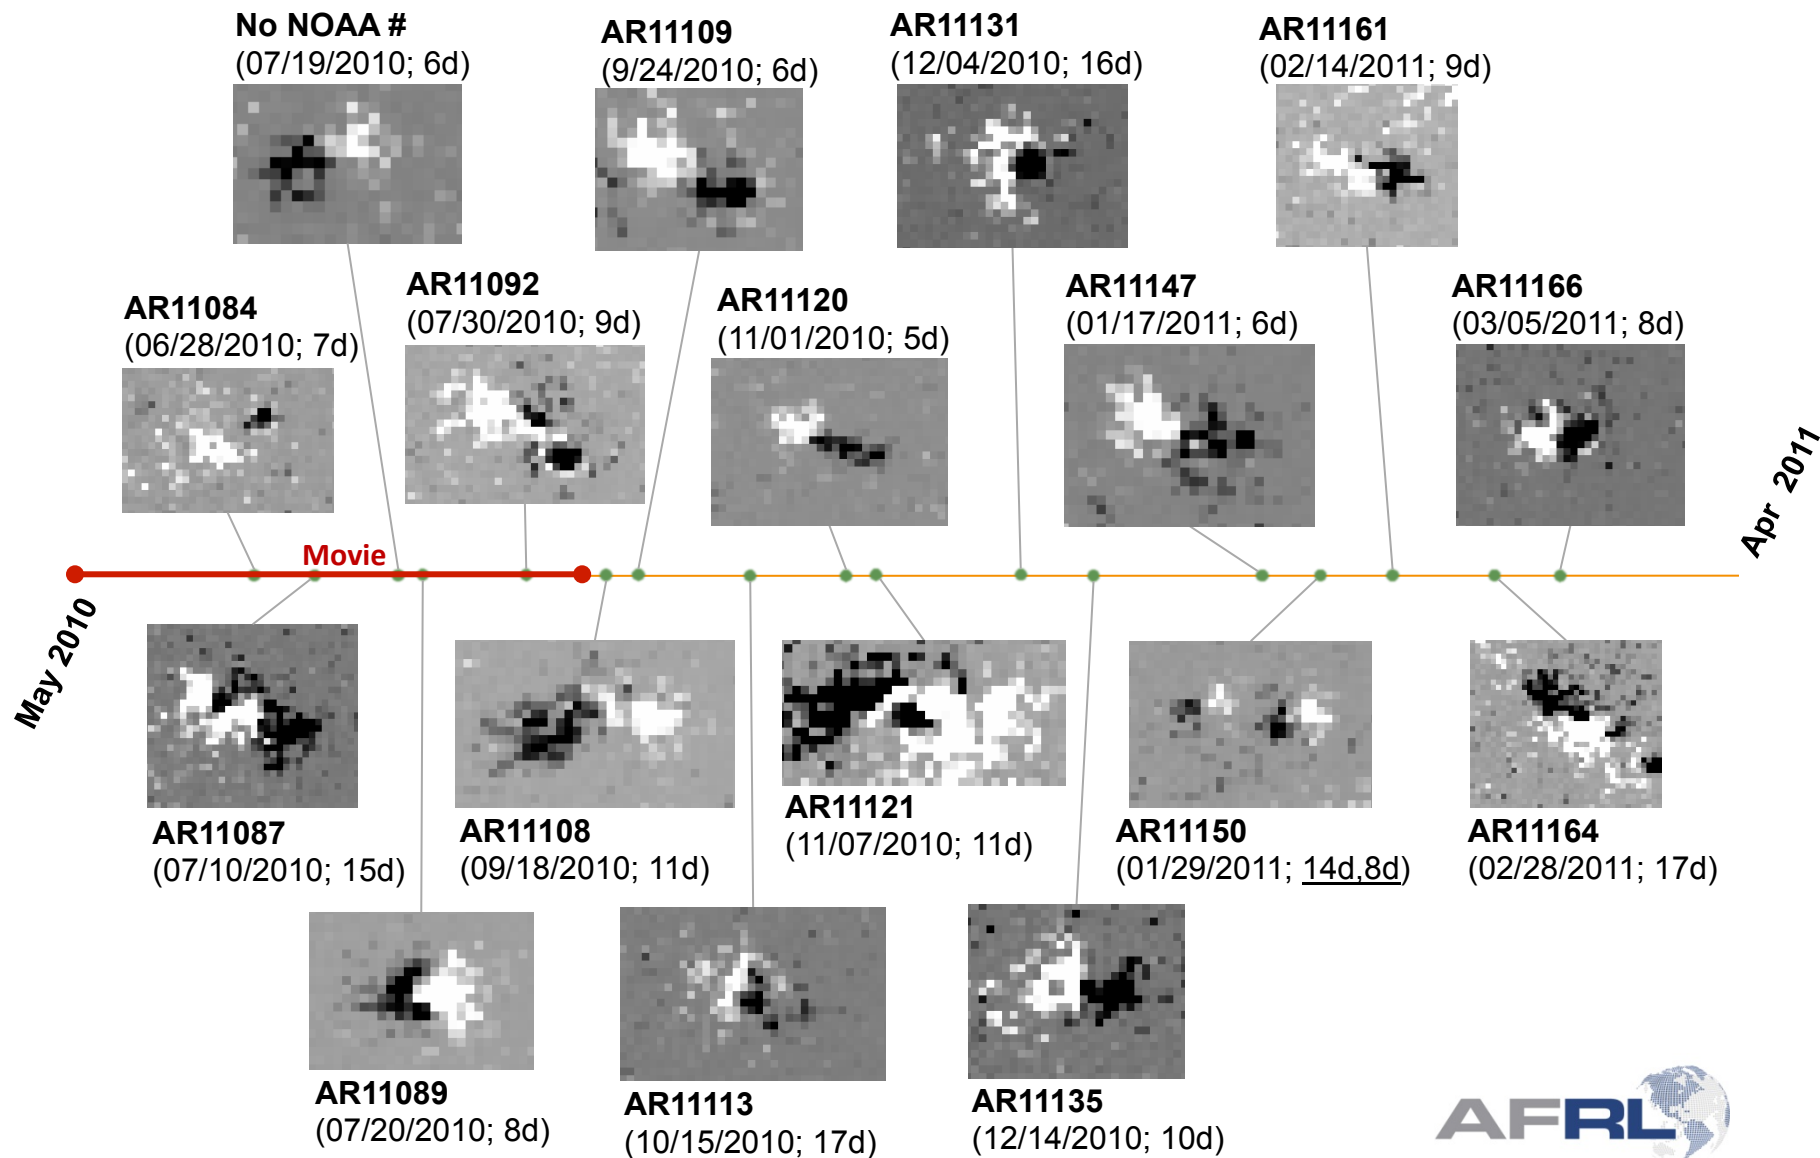 No NOAA #
(07/19/2010; 6d)
AR11109
(9/24/2010; 6d)
AR11131
(12/04/2010; 16d)
AR11161
(02/14/2011; 9d)
AR11084
(06/28/2010; 7d)
AR11092
(07/30/2010; 9d)
AR11120
(11/01/2010; 5d)
AR11147
(01/17/2011; 6d)
AR11166
(03/05/2011; 8d)
Movie
May 2010
Apr 2011
AR11087
(07/10/2010; 15d)
AR11108
(09/18/2010; 11d)
AR11121
(11/07/2010; 11d)
AR11150
(01/29/2011; 14d,8d)
AR11164
(02/28/2011; 17d)
AR11089
(07/20/2010; 8d)
AR11113
(10/15/2010; 17d)
AR11135
(12/14/2010; 10d)
AFRL